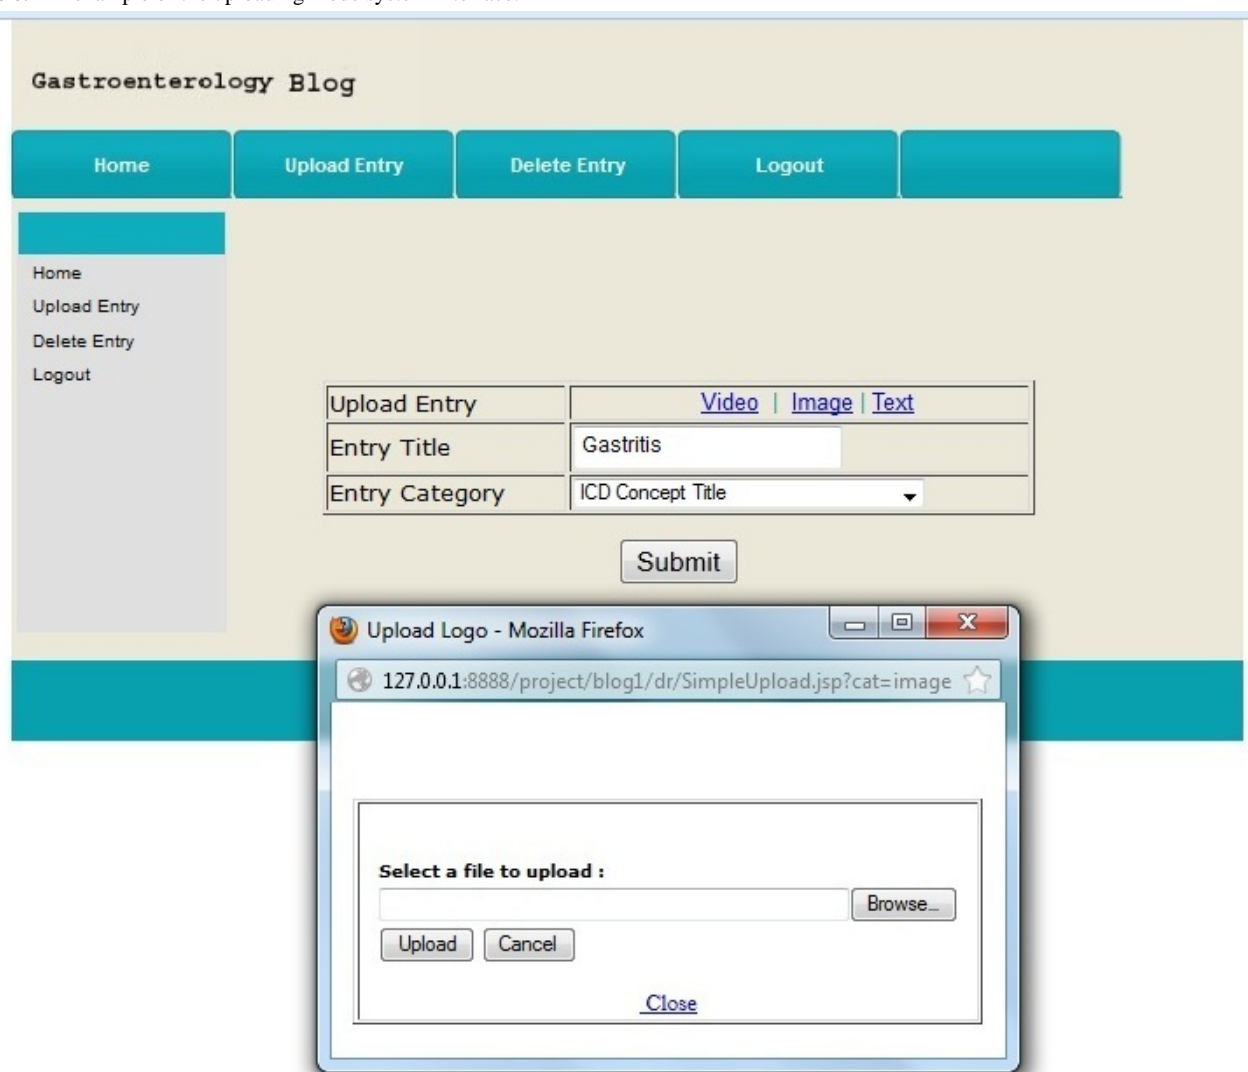 Gastroenterology Blog
Home Upload Entry Delete Entry Logout
Home
Upload Entry
Delete Entry
Logout
Upload Entry Video | Image | Text
Entry Title Gastritis
Entry Category ICD Concept Title
Submit
Upload Logo - Mozilla Firefox
127.0.0.1:8888/project/blog1/dr/SimpleUpload.jsp?cat=image
Select a file to upload :
Browse...
Upload Cancel
Close